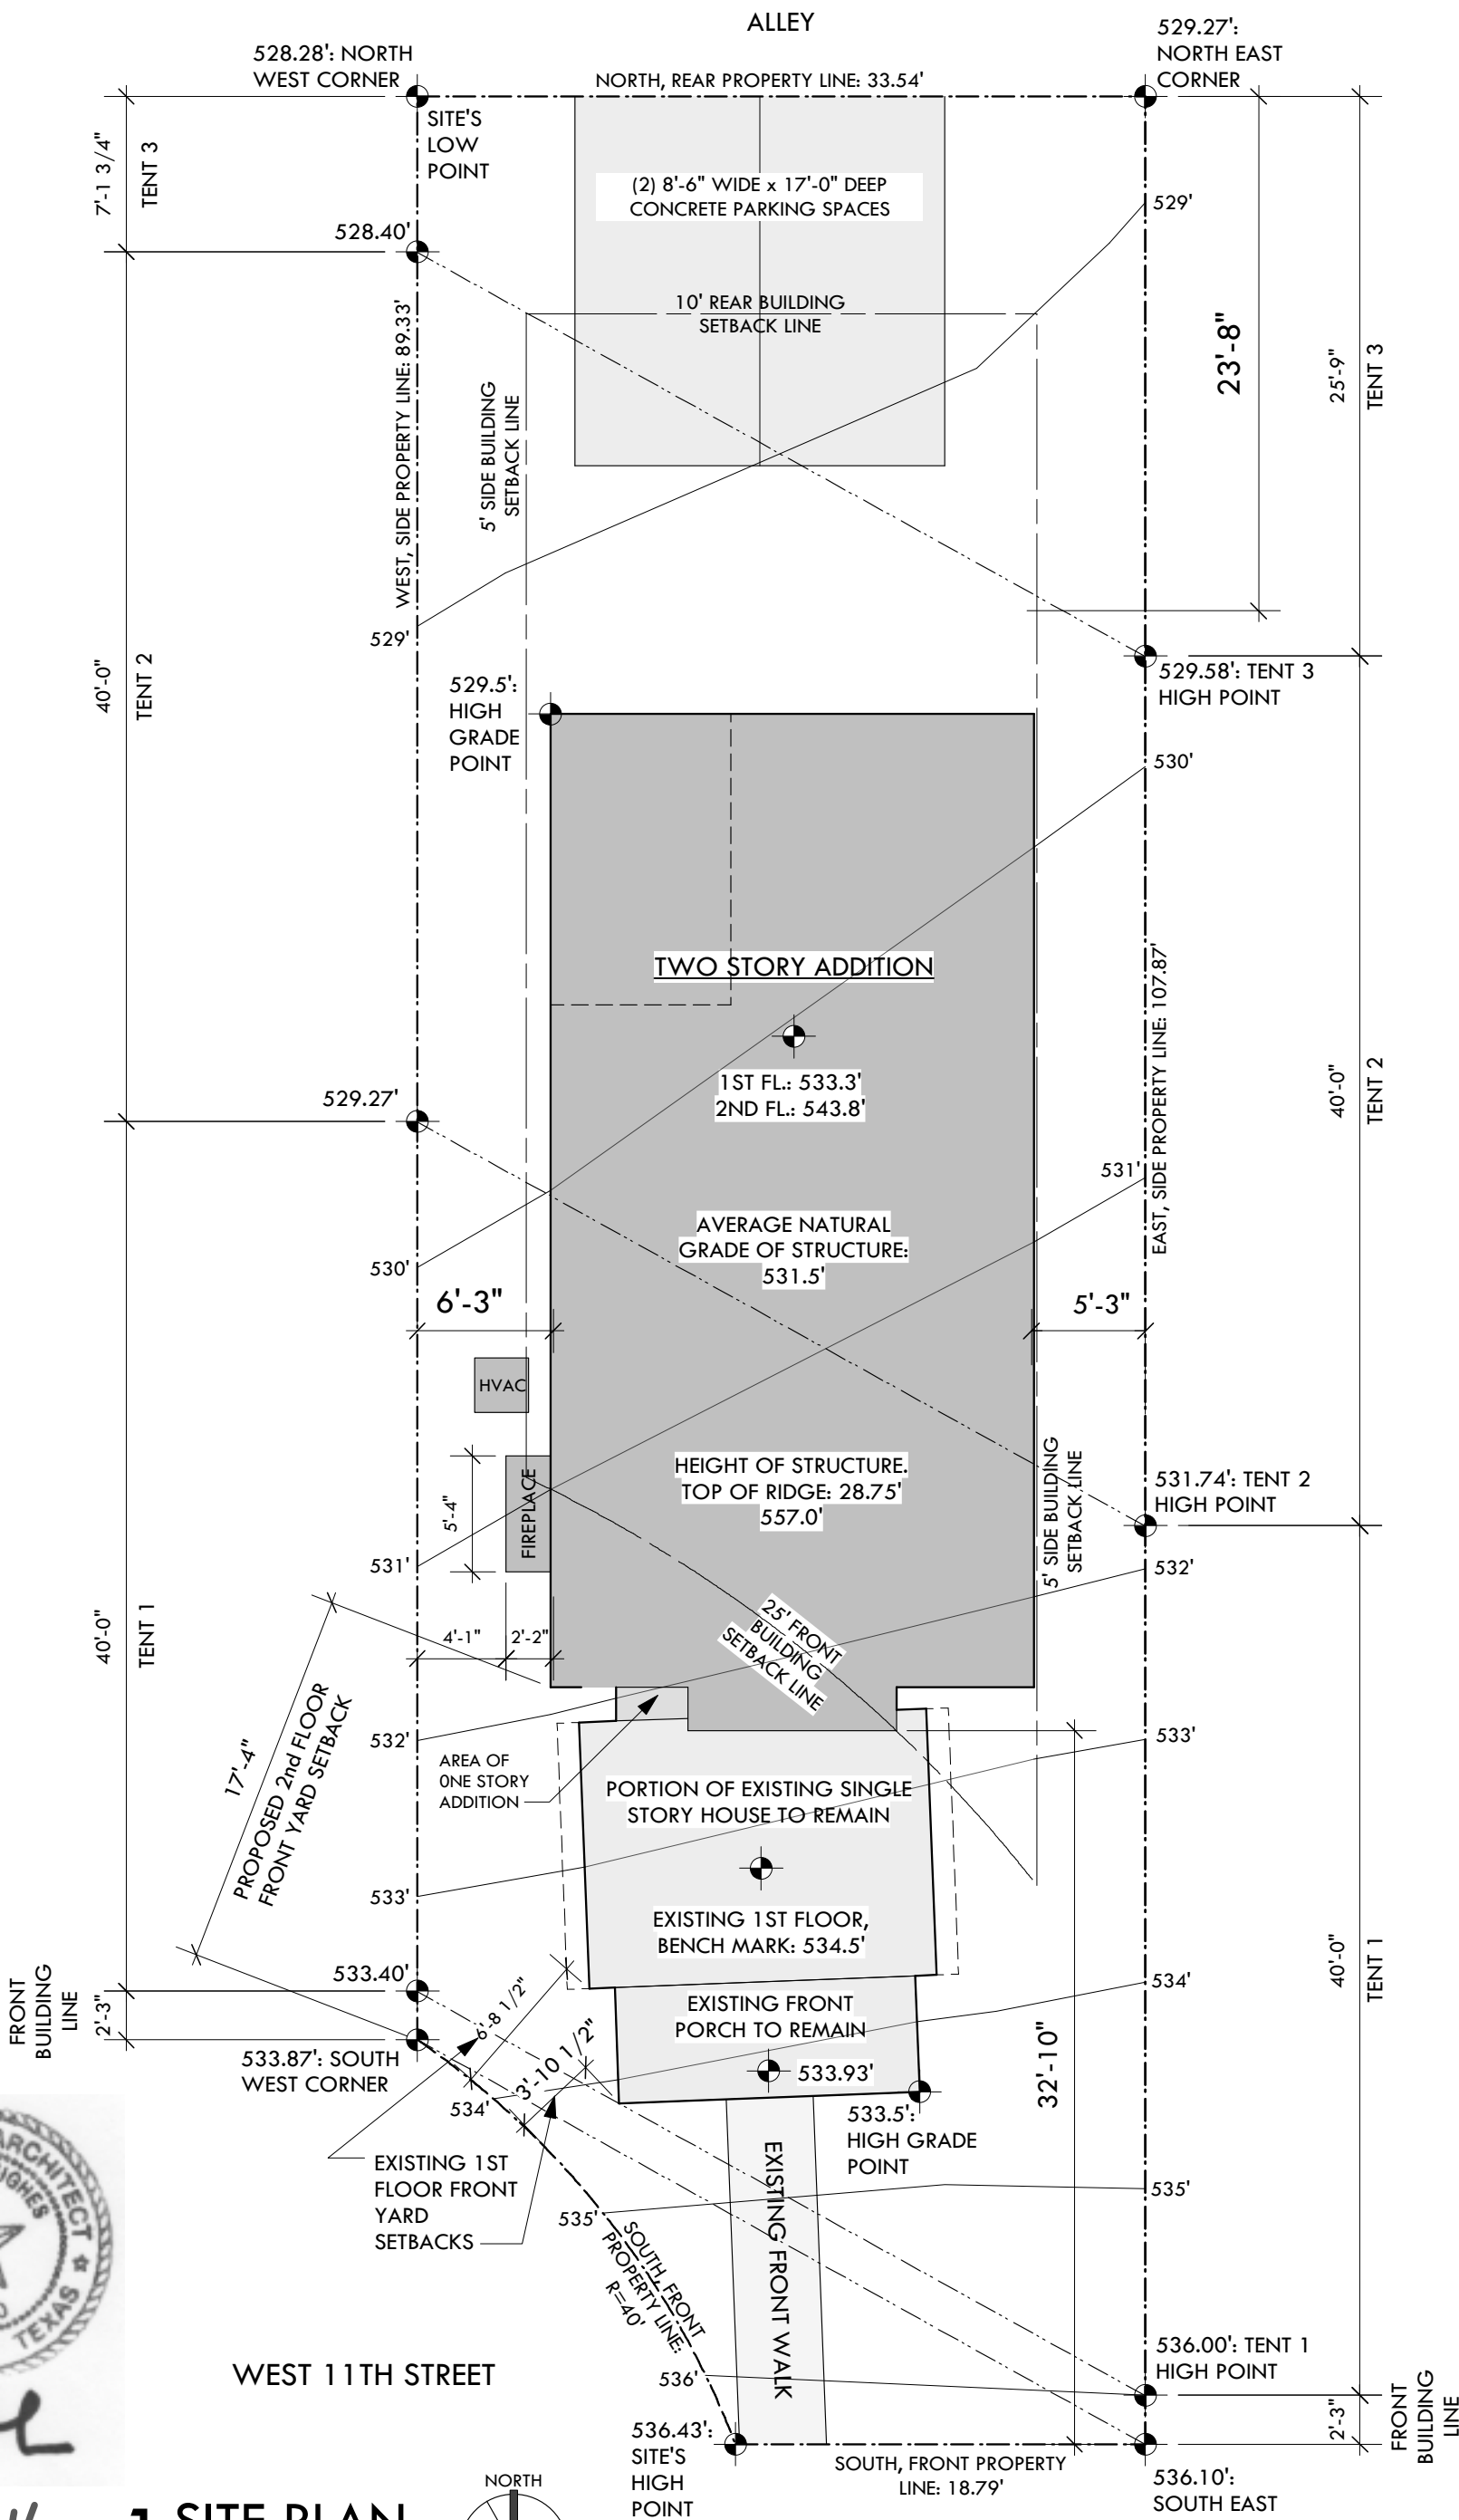 ALLEY
528.28': NORTH
WEST CORNER
529.27':
NORTH EAST
CORNER
NORTH, REAR PROPERTY LINE: 33.54'
SITE'S
LOW
POINT
7'-1 3/4"
TENT 3
(2) 8'-6" WIDE x 17'-0" DEEP
CONCRETE PARKING SPACES
529'
528.40'
10' REAR BUILDING
SETBACK LINE
WEST, SIDE PROPERTY LINE: 89.33'
5' SIDE BUILDING
SETBACK LINE
23'-8"
25'-9"
TENT 3
529'
40'-0"
TENT 2
529.58': TENT 3
HIGH POINT
529.5':
HIGH
GRADE
POINT
530'
TWO STORY ADDITION
1ST FL.: 533.3'
2ND FL.: 543.8'
EAST, SIDE PROPERTY LINE: 107.87'
40'-0"
TENT 2
529.27'
531'
AVERAGE NATURAL
GRADE OF STRUCTURE:
531.5'
530'
6'-3"
5'-3"
HVAC
HEIGHT OF STRUCTURE.
TOP OF RIDGE: 28.75'
557.0'
5'-4"
FIREPLACE
5' SIDE BUILDING
SETBACK LINE
531.74': TENT 2
HIGH POINT
531'
532'
40'-0"
TENT 1
25' FRONT
BUILDING
SETBACK LINE
4'-1"
2'-2"
17'-4"
PROPOSED 2nd FLOOR
FRONT YARD SETBACK
532'
533'
AREA OF
ONE STORY
ADDITION
PORTION OF EXISTING SINGLE
STORY HOUSE TO REMAIN
533'
EXISTING 1ST FLOOR,
BENCH MARK: 534.5'
40'-0"
TENT 1
533.40'
534'
FRONT
BUILDING
LINE
2'-3"
6'-8 1/2"
EXISTING FRONT
PORCH TO REMAIN
533.87': SOUTH
WEST CORNER
3'-10 1/2"
533.93'
32'-10"
534'
533.5':
HIGH GRADE
POINT
EXISTING 1ST
FLOOR FRONT
YARD
SETBACKS
535'
535'
EXISTING FRONT WALK
SOUTH, FRONT
PROPERTY LINE:
R=40'
ARCHITECT
TEXAS
WEST 11TH STREET
536'
536.00': TENT 1
HIGH POINT
2'-3"
FRONT
BUILDING
LINE
536.43':
SITE'S
HIGH
POINT
SOUTH, FRONT PROPERTY
LINE: 18.79'
536.10':
SOUTH EAST
NORTH
1 SITE PLAN